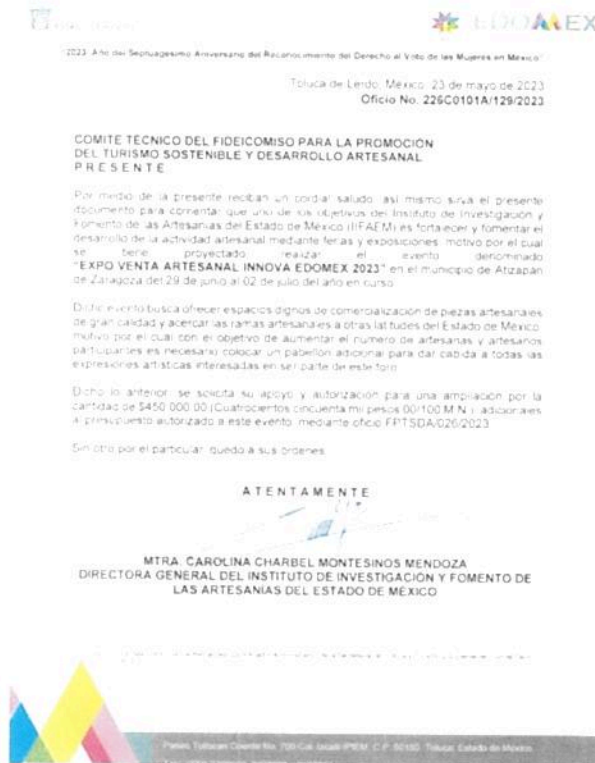 EDOMEX
"2023. Año del Septuagésimo Aniversario del Reconocimiento del Derecho al Voto de las Mujeres en México"
Toluca de Lerdo, México, 23 de mayo de 2023
Oficio No. 226C0101A/129/2023
COMITÉ TÉCNICO DEL FIDEICOMISO PARA LA PROMOCIÓN
DEL TURISMO SOSTENIBLE Y DESARROLLO ARTESANAL
P R E S E N T E
Por medio de la presente reciban un cordial saludo, así mismo sirva el presente
documento para comentar que uno de los objetivos del Instituto de Investigación y
Fomento de las Artesanías del Estado de México (IIFAEM) es fortalecer y fomentar el
desarrollo de la actividad artesanal mediante ferias y exposiciones, motivo por el cual
se tiene proyectado realizar el evento denominado
"EXPO VENTA ARTESANAL INNOVA EDOMEX 2023" en el municipio de Atizapán
de Zaragoza del 29 de junio al 02 de julio del año en curso.
Dicho evento busca ofrecer espacios dignos de comercialización de piezas artesanales
de gran calidad y acercar las ramas artesanales a otras latitudes del Estado de México,
motivo por el cual con el objetivo de aumentar el número de artesanas y artesanos
participantes es necesario colocar un pabellón adicional para dar cabida a todas las
expresiones artísticas interesadas en ser parte de este foro.
Dicho lo anterior, se solicita su apoyo y autorización para una ampliación por la
cantidad de $450,000.00 (Cuatrocientos cincuenta mil pesos 00/100 M.N.), adicionales
al presupuesto autorizado a este evento, mediante oficio FPTSDA/026/2023.
Sin otro por el particular, quedo a sus órdenes.
A T E N T A M E N T E
MTRA. CAROLINA CHARBEL MONTESINOS MENDOZA
DIRECTORA GENERAL DEL INSTITUTO DE INVESTIGACIÓN Y FOMENTO DE
LAS ARTESANÍAS DEL ESTADO DE MÉXICO
Paseo Tollocan No. 700 Col. IPIEM, C.P. 50150, Toluca, Estado de México.